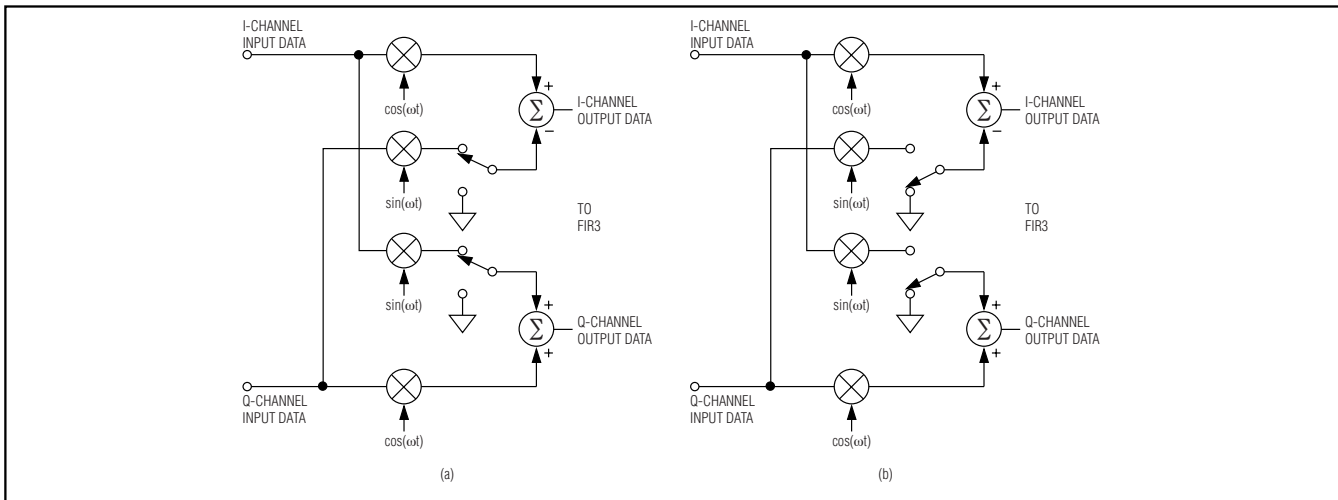 I-CHANNEL
INPUT DATA
cos(ωt)
+
Σ
−
I-CHANNEL
OUTPUT DATA
sin(ωt)
TO
FIR3
sin(ωt)
+
Σ
+
Q-CHANNEL
OUTPUT DATA
Q-CHANNEL
INPUT DATA
cos(ωt)
(a)
I-CHANNEL
INPUT DATA
cos(ωt)
+
Σ
−
I-CHANNEL
OUTPUT DATA
sin(ωt)
TO
FIR3
sin(ωt)
+
Σ
+
Q-CHANNEL
OUTPUT DATA
Q-CHANNEL
INPUT DATA
cos(ωt)
(b)